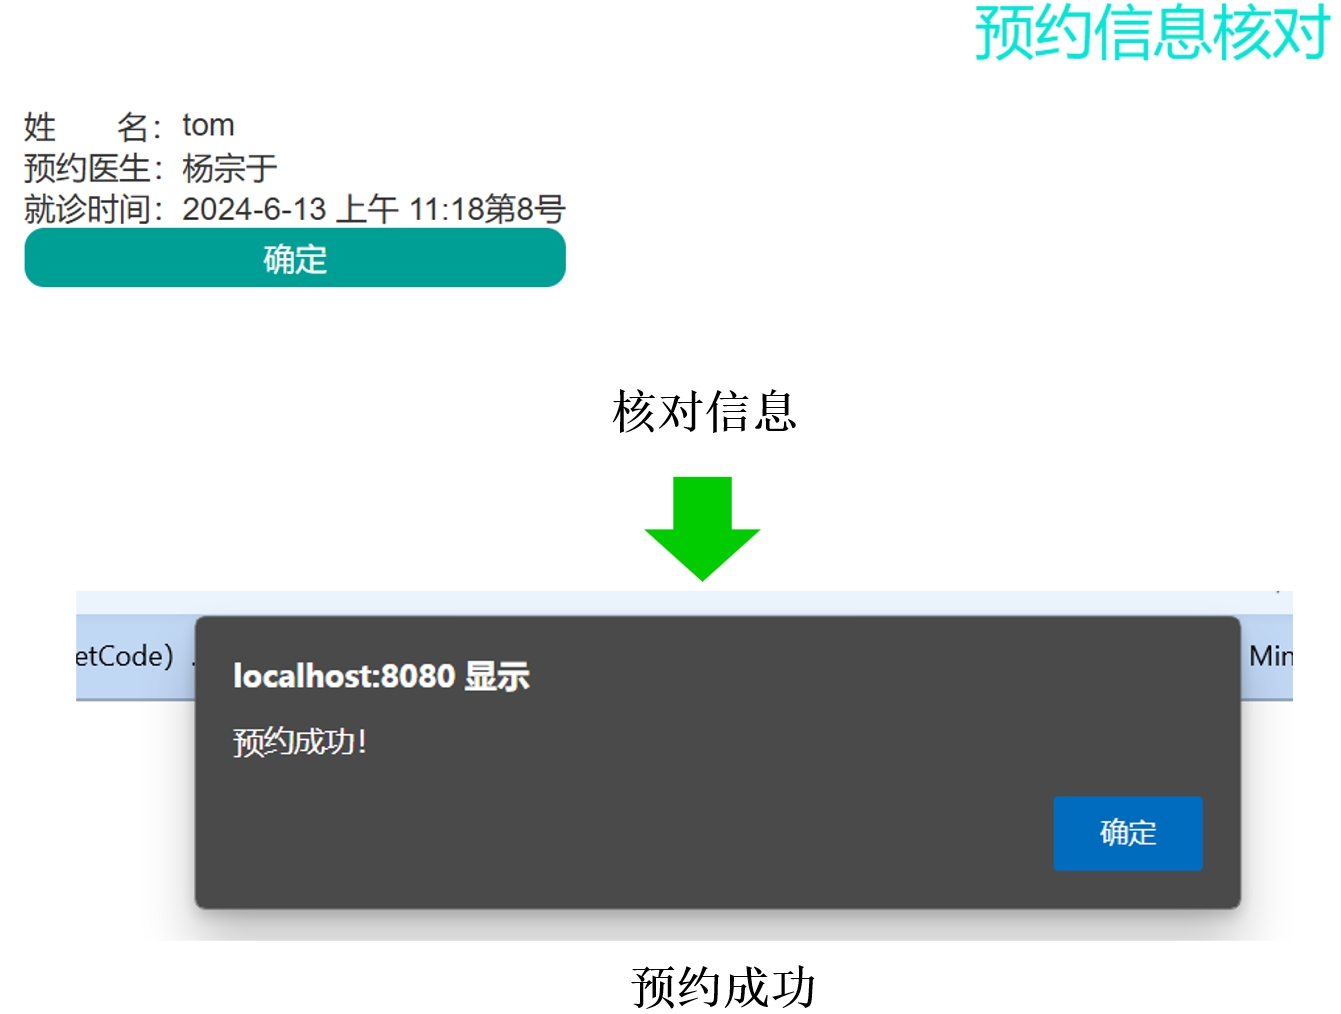 预约信息核对
姓　　名：tom
预约医生：杨宗于
就诊时间：2024-6-13 上午 11:18第8号
确定
核对信息
etCode）.
Min
localhost:8080 显示
预约成功！
确定
预约成功